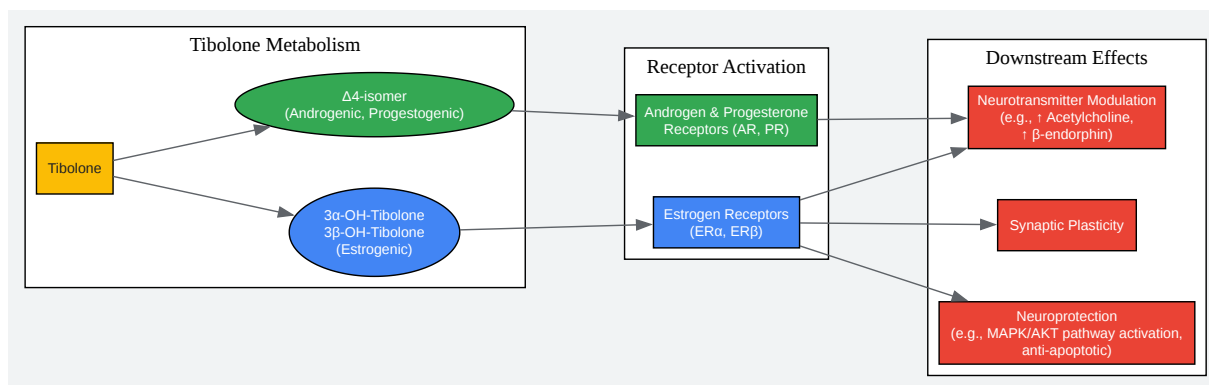 Tibolone Metabolism
Tibolone
Δ4-isomer
(Androgenic, Progestogenic)
3α-OH-Tibolone
3β-OH-Tibolone
(Estrogenic)
Receptor Activation
Androgen & Progesterone
Receptors (AR, PR)
Estrogen Receptors
(ERα, ERβ)
Downstream Effects
Neurotransmitter Modulation
(e.g., ↑ Acetylcholine,
↑ β-endorphin)
Synaptic Plasticity
Neuroprotection
(e.g., MAPK/AKT pathway activation,
anti-apoptotic)